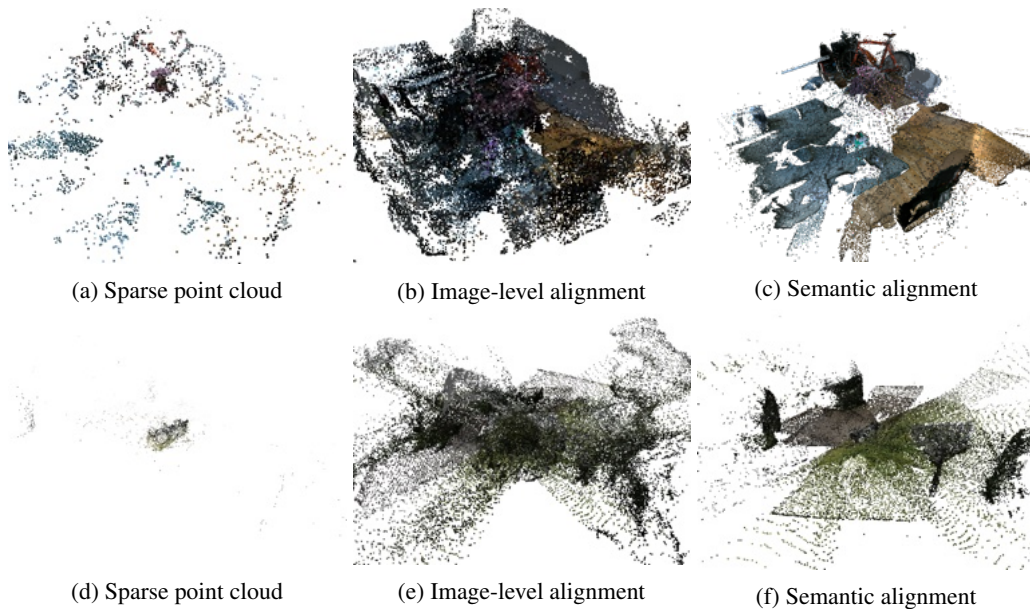 (a) Sparse point cloud
(b) Image-level alignment
(c) Semantic alignment
(d) Sparse point cloud
(e) Image-level alignment
(f) Semantic alignment